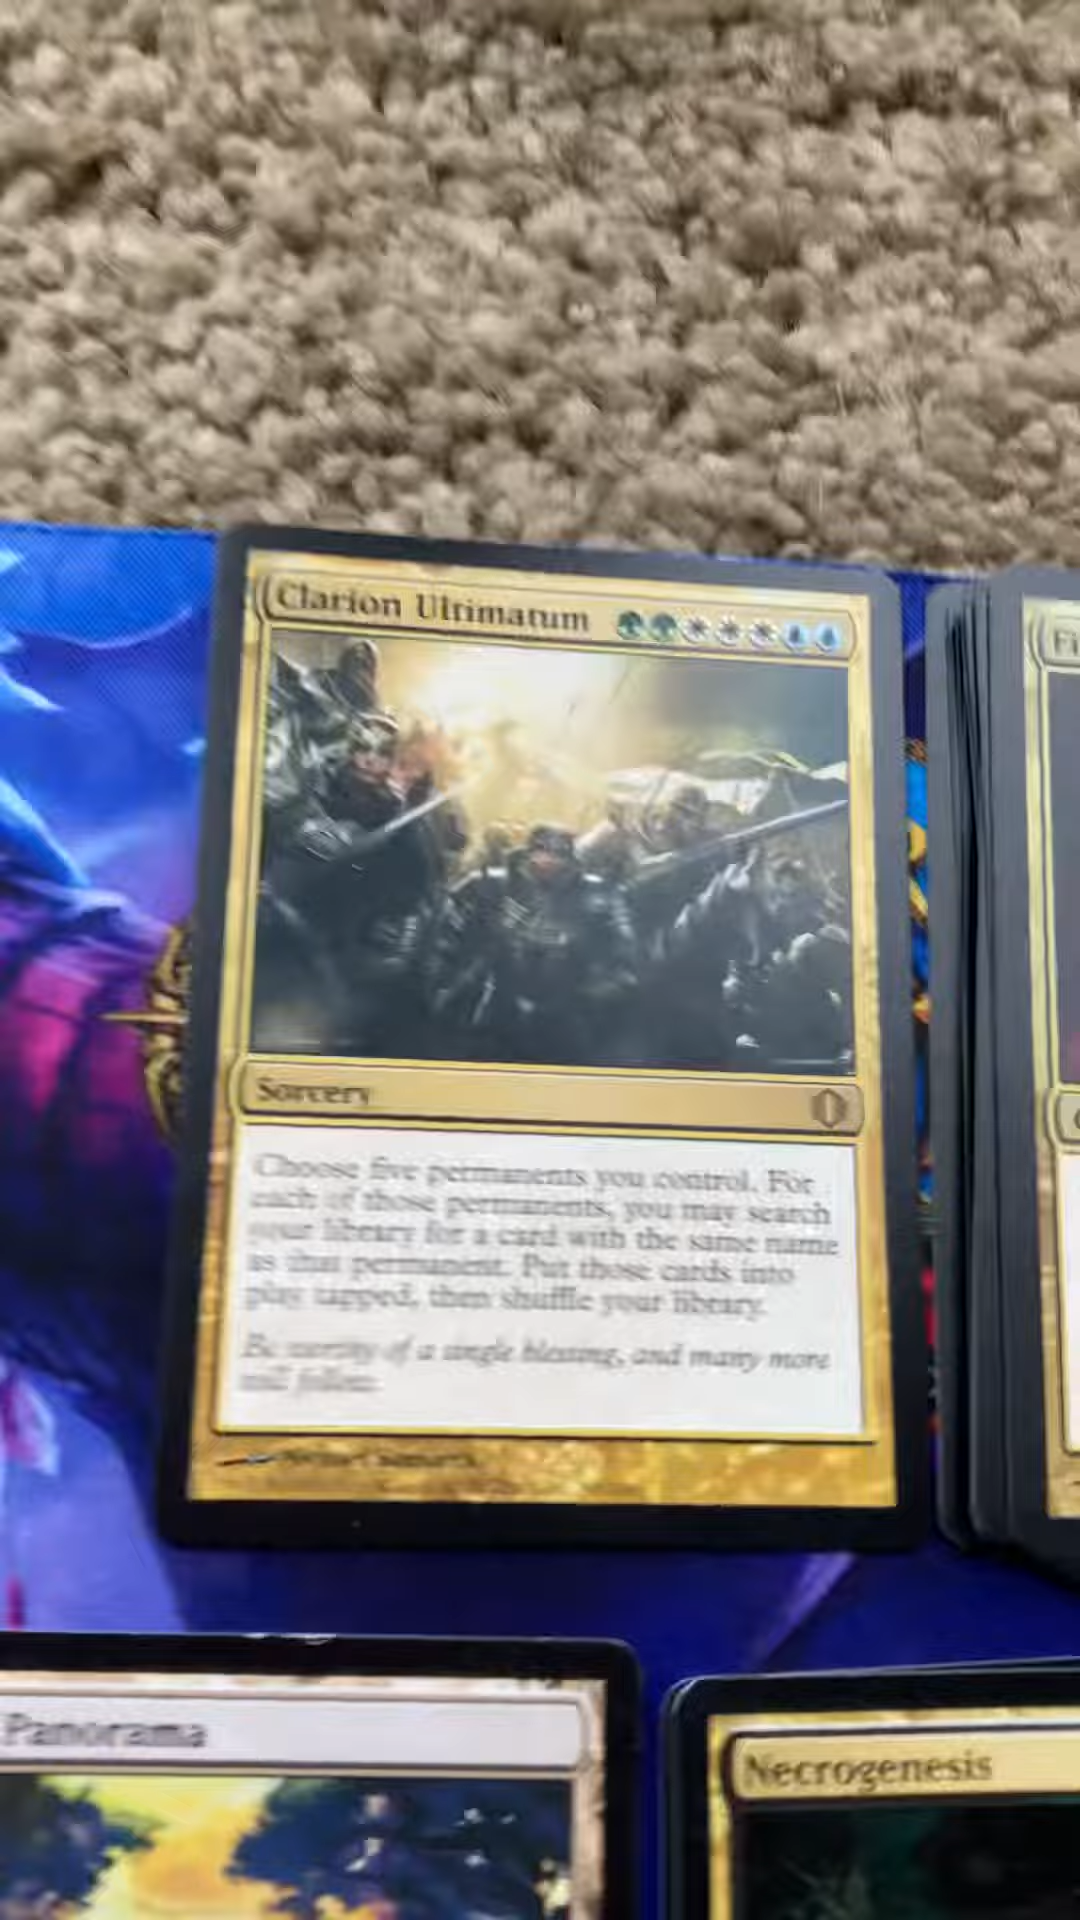 Clarion Ultimatum
Fi
Sorcery
Choose five permanents you control. For
each of those permanents, you may search
your library for a card with the same name
as that permanent. Put those cards into
play tapped, then shuffle your library.
Be worthy of a single blessing, and many more
will follow.
Panorama
Necrogenesis